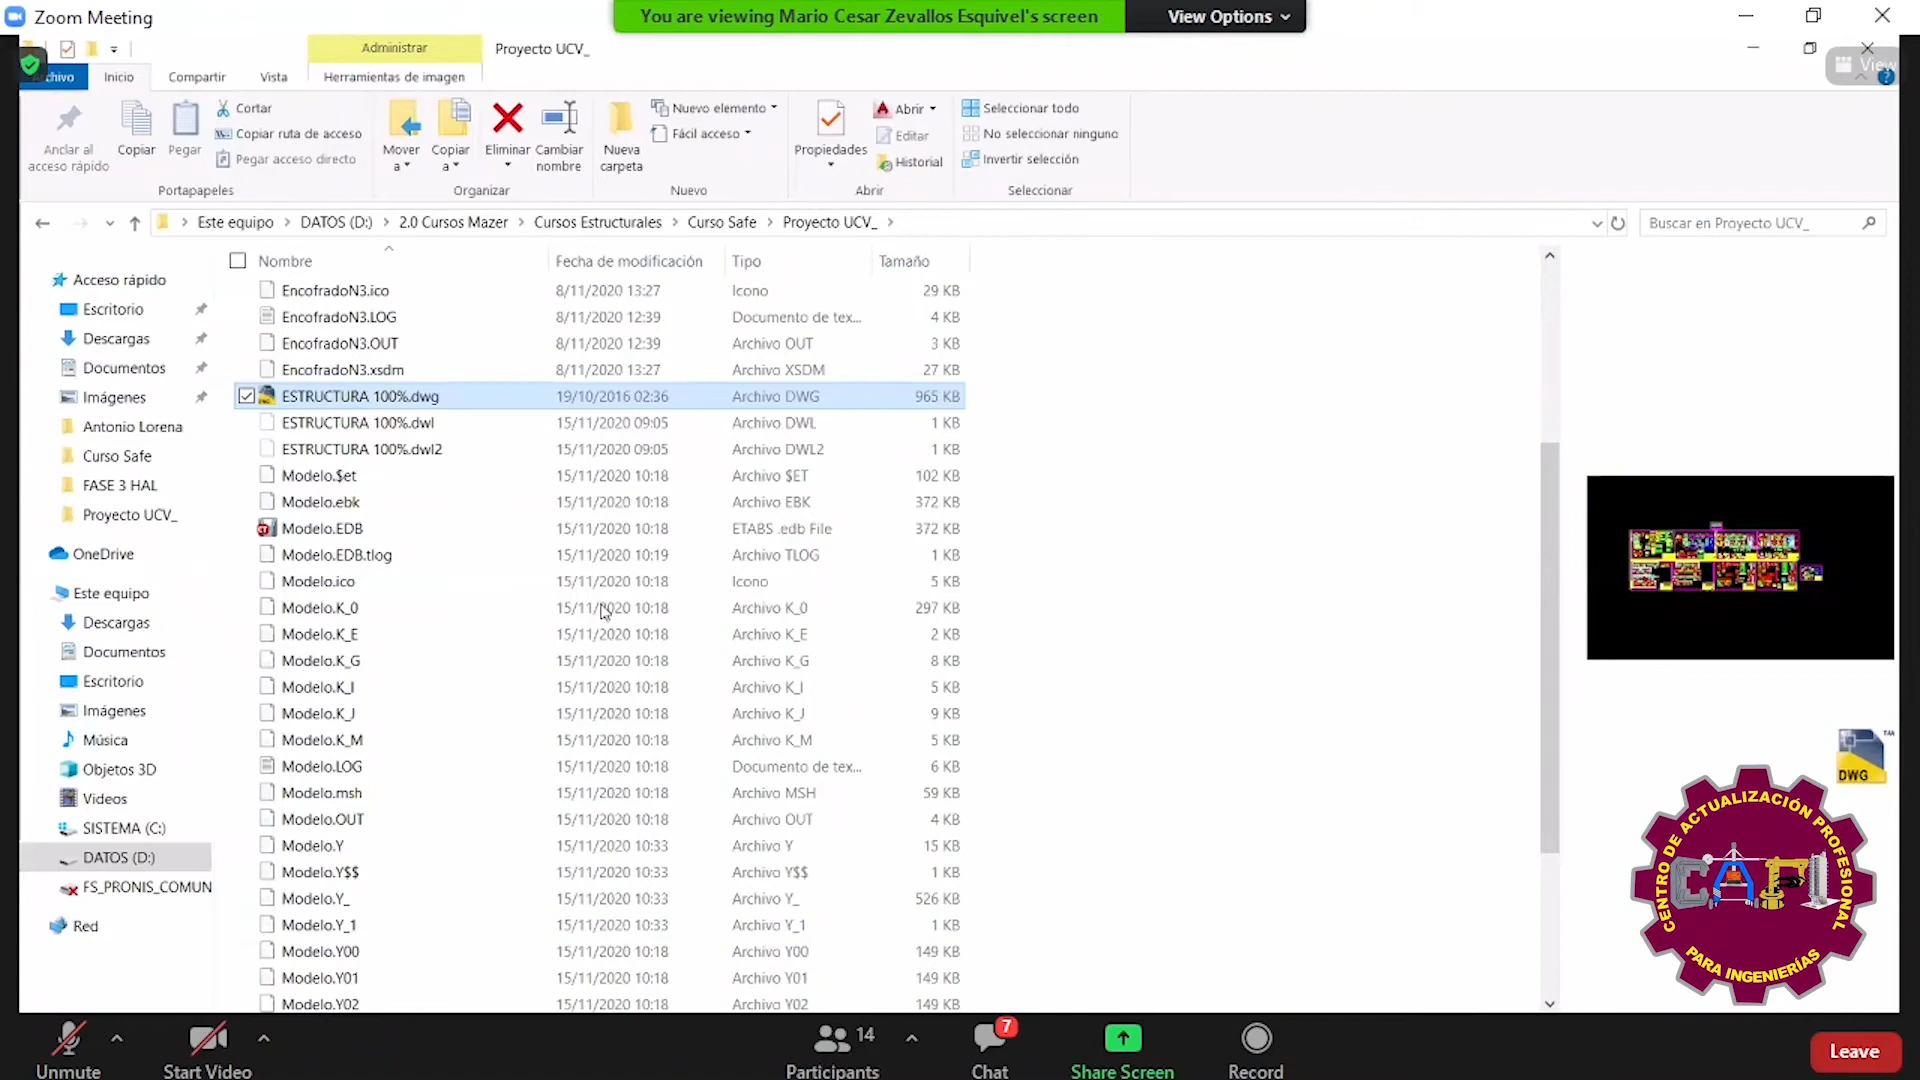 Zoom Meeting
You are viewing Mario Cesar Zevallos Esquivel's screen
View Options
Administrar
Proyecto UCV_
View
chivo
Inicio
Compartir
Vista
Herramientas de imagen
Anclar al
acceso rápido
Copiar
Pegar
Cortar
Copiar ruta de acceso
Pegar acceso directo
Portapapeles
Mover
a
Copiar
a
Eliminar
Cambiar
nombre
Organizar
Nueva
carpeta
Nuevo elemento
Fácil acceso
Nuevo
Propiedades
Abrir
Editar
Historial
Abrir
Seleccionar todo
No seleccionar ninguno
Invertir selección
Seleccionar
Este equipo > DATOS (D:) > 2.0 Cursos Mazer > Cursos Estructurales > Curso Safe > Proyecto UCV_ >
Buscar en Proyecto UCV_
Acceso rápido
Escritorio
Descargas
Documentos
Imágenes
Antonio Lorena
Curso Safe
FASE 3 HAL
Proyecto UCV_
OneDrive
Este equipo
Descargas
Documentos
Escritorio
Imágenes
Música
Objetos 3D
Videos
SISTEMA (C:)
DATOS (D:)
FS_PRONIS_COMUN
Red
Nombre Fecha de modificación Tipo Tamaño
EncofradoN3.ico 8/11/2020 13:27 Icono 29 KB
EncofradoN3.LOG 8/11/2020 12:39 Documento de tex... 4 KB
EncofradoN3.OUT 8/11/2020 12:39 Archivo OUT 3 KB
EncofradoN3.xsdm 8/11/2020 13:27 Archivo XSDM 27 KB
ESTRUCTURA 100%.dwg 19/10/2016 02:36 Archivo DWG 965 KB
ESTRUCTURA 100%.dwl 15/11/2020 09:05 Archivo DWL 1 KB
ESTRUCTURA 100%.dwl2 15/11/2020 09:05 Archivo DWL2 1 KB
Modelo.$et 15/11/2020 10:18 Archivo $ET 102 KB
Modelo.ebk 15/11/2020 10:18 Archivo EBK 372 KB
Modelo.EDB 15/11/2020 10:18 ETABS .edb File 372 KB
Modelo.EDB.tlog 15/11/2020 10:19 Archivo TLOG 1 KB
Modelo.ico 15/11/2020 10:18 Icono 5 KB
Modelo.K_0 15/11/2020 10:18 Archivo K_0 297 KB
Modelo.K_E 15/11/2020 10:18 Archivo K_E 2 KB
Modelo.K_G 15/11/2020 10:18 Archivo K_G 8 KB
Modelo.K_I 15/11/2020 10:18 Archivo K_I 5 KB
Modelo.K_J 15/11/2020 10:18 Archivo K_J 9 KB
Modelo.K_M 15/11/2020 10:18 Archivo K_M 5 KB
Modelo.LOG 15/11/2020 10:18 Documento de tex... 6 KB
Modelo.msh 15/11/2020 10:18 Archivo MSH 59 KB
Modelo.OUT 15/11/2020 10:18 Archivo OUT 4 KB
Modelo.Y 15/11/2020 10:33 Archivo Y 15 KB
Modelo.Y$$ 15/11/2020 10:33 Archivo Y$$ 1 KB
Modelo.Y_ 15/11/2020 10:33 Archivo Y_ 526 KB
Modelo.Y_1 15/11/2020 10:33 Archivo Y_1 1 KB
Modelo.Y00 15/11/2020 10:18 Archivo Y00 149 KB
Modelo.Y01 15/11/2020 10:18 Archivo Y01 149 KB
Modelo.Y02 15/11/2020 10:18 Archivo Y02 149 KB
DWG
CENTRO DE ACTUALIZACIÓN PROFESIONAL
CAPI
PARA INGENIERÍAS
Unmute
Start Video
14
Participants
7
Chat
Share Screen
Record
Leave